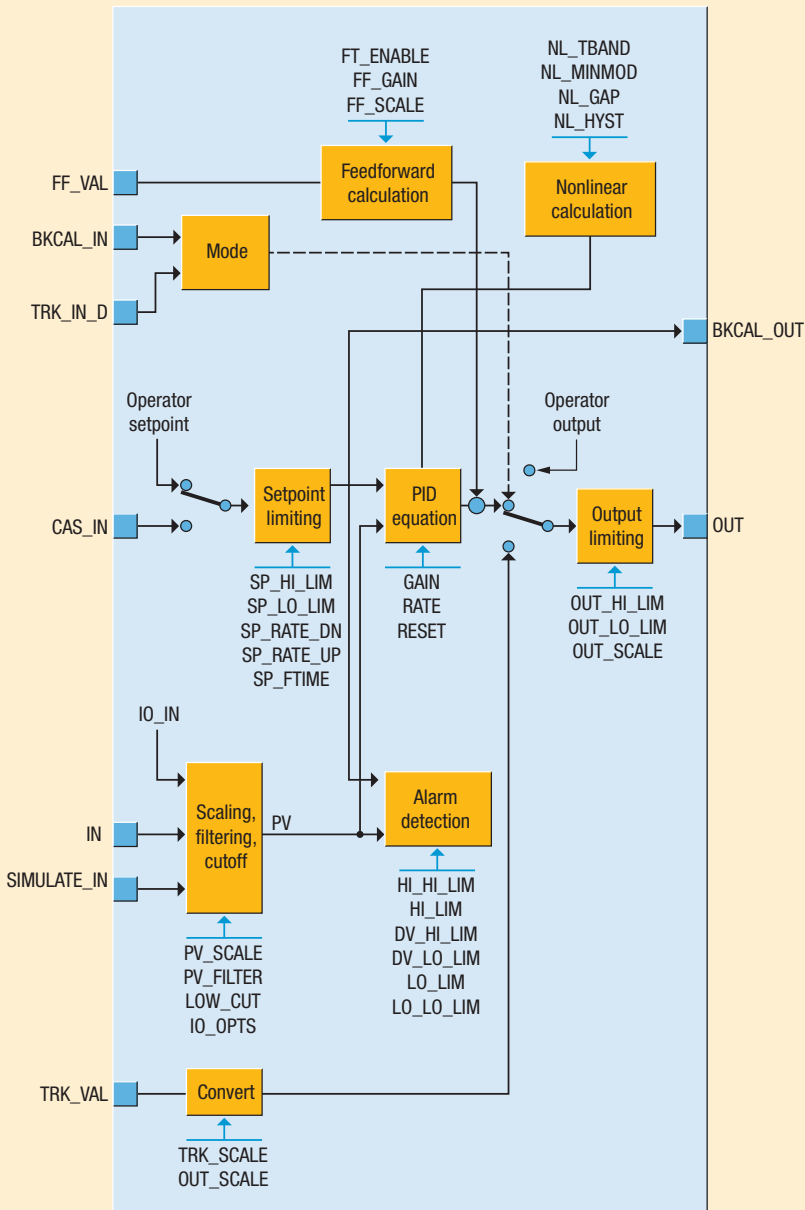 FT_ENABLE
FF_GAIN
FF_SCALE
NL_TBAND
NL_MINMOD
NL_GAP
NL_HYST
FF_VAL
Feedforward
calculation
Nonlinear
calculation
BKCAL_IN
Mode
TRK_IN_D
BKCAL_OUT
Operator
setpoint
Operator
output
CAS_IN
Setpoint
limiting
PID
equation
Output
limiting
OUT
SP_HI_LIM
SP_LO_LIM
SP_RATE_DN
SP_RATE_UP
SP_FTIME
GAIN
RATE
RESET
OUT_HI_LIM
OUT_LO_LIM
OUT_SCALE
IO_IN
IN
SIMULATE_IN
Scaling,
filtering,
cutoff
PV
Alarm
detection
PV_SCALE
PV_FILTER
LOW_CUT
IO_OPTS
HI_HI_LIM
HI_LIM
DV_HI_LIM
DV_LO_LIM
LO_LIM
LO_LO_LIM
TRK_VAL
Convert
TRK_SCALE
OUT_SCALE